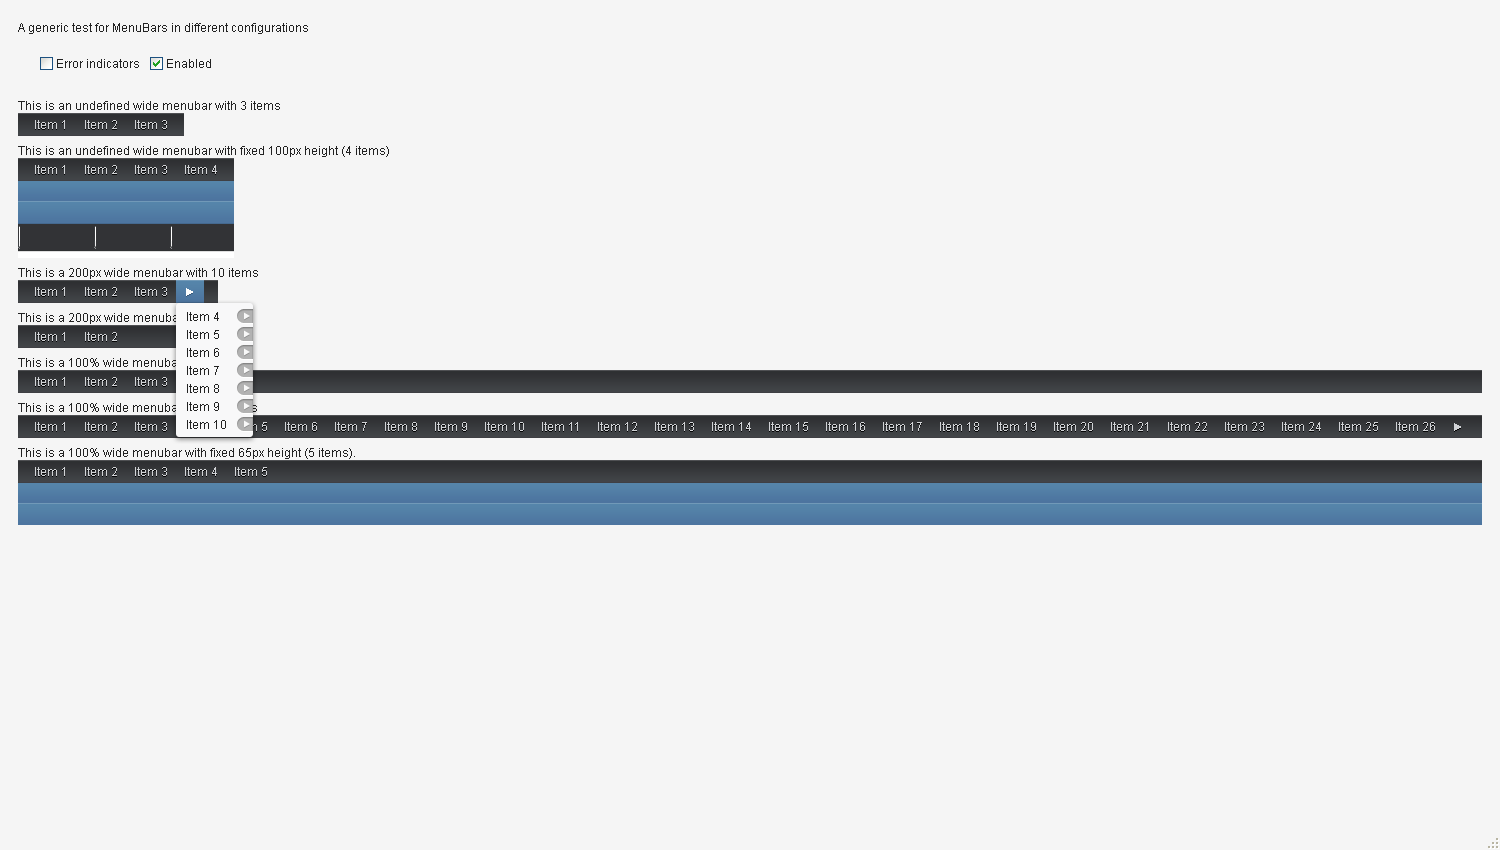 A generic test for MenuBars in different configurations
Error indicators Enabled
This is an undefined wide menubar with 3 items
Item 1 Item 2 Item 3
This is an undefined wide menubar with fixed 100px height (4 items)
Item 1 Item 2 Item 3 Item 4
This is a 200px wide menubar with 10 items
Item 1 Item 2 Item 3
Item 4
Item 5
Item 6
Item 7
Item 8
Item 9
Item 10
This is a 200px wide menuba
Item 1 Item 2
This is a 100% wide menuba
Item 1 Item 2 Item 3
This is a 100% wide menuba s
Item 1 Item 2 Item 3 5 Item 6 Item 7 Item 8 Item 9 Item 10 Item 11 Item 12 Item 13 Item 14 Item 15 Item 16 Item 17 Item 18 Item 19 Item 20 Item 21 Item 22 Item 23 Item 24 Item 25 Item 26
This is a 100% wide menubar with fixed 65px height (5 items).
Item 1 Item 2 Item 3 Item 4 Item 5